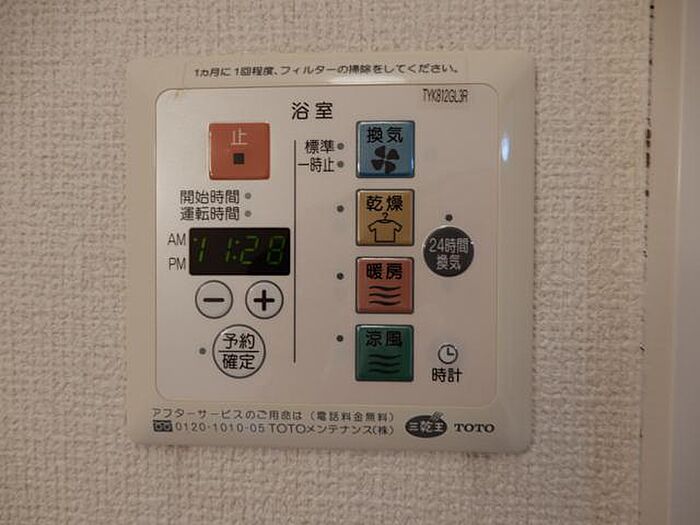 1カ月に1回程度、フィルターの掃除をしてください。
浴室
TYK812GL3R
止
標準
一時止
換気
開始時間
運転時間
乾燥
AM
PM
11:28
24時間
換気
暖房
予約
確定
涼風
時計
アフターサービスのご用命は（電話料金無料）
0120-1010-05 TOTOメンテナンス(株)
三乾王
TOTO